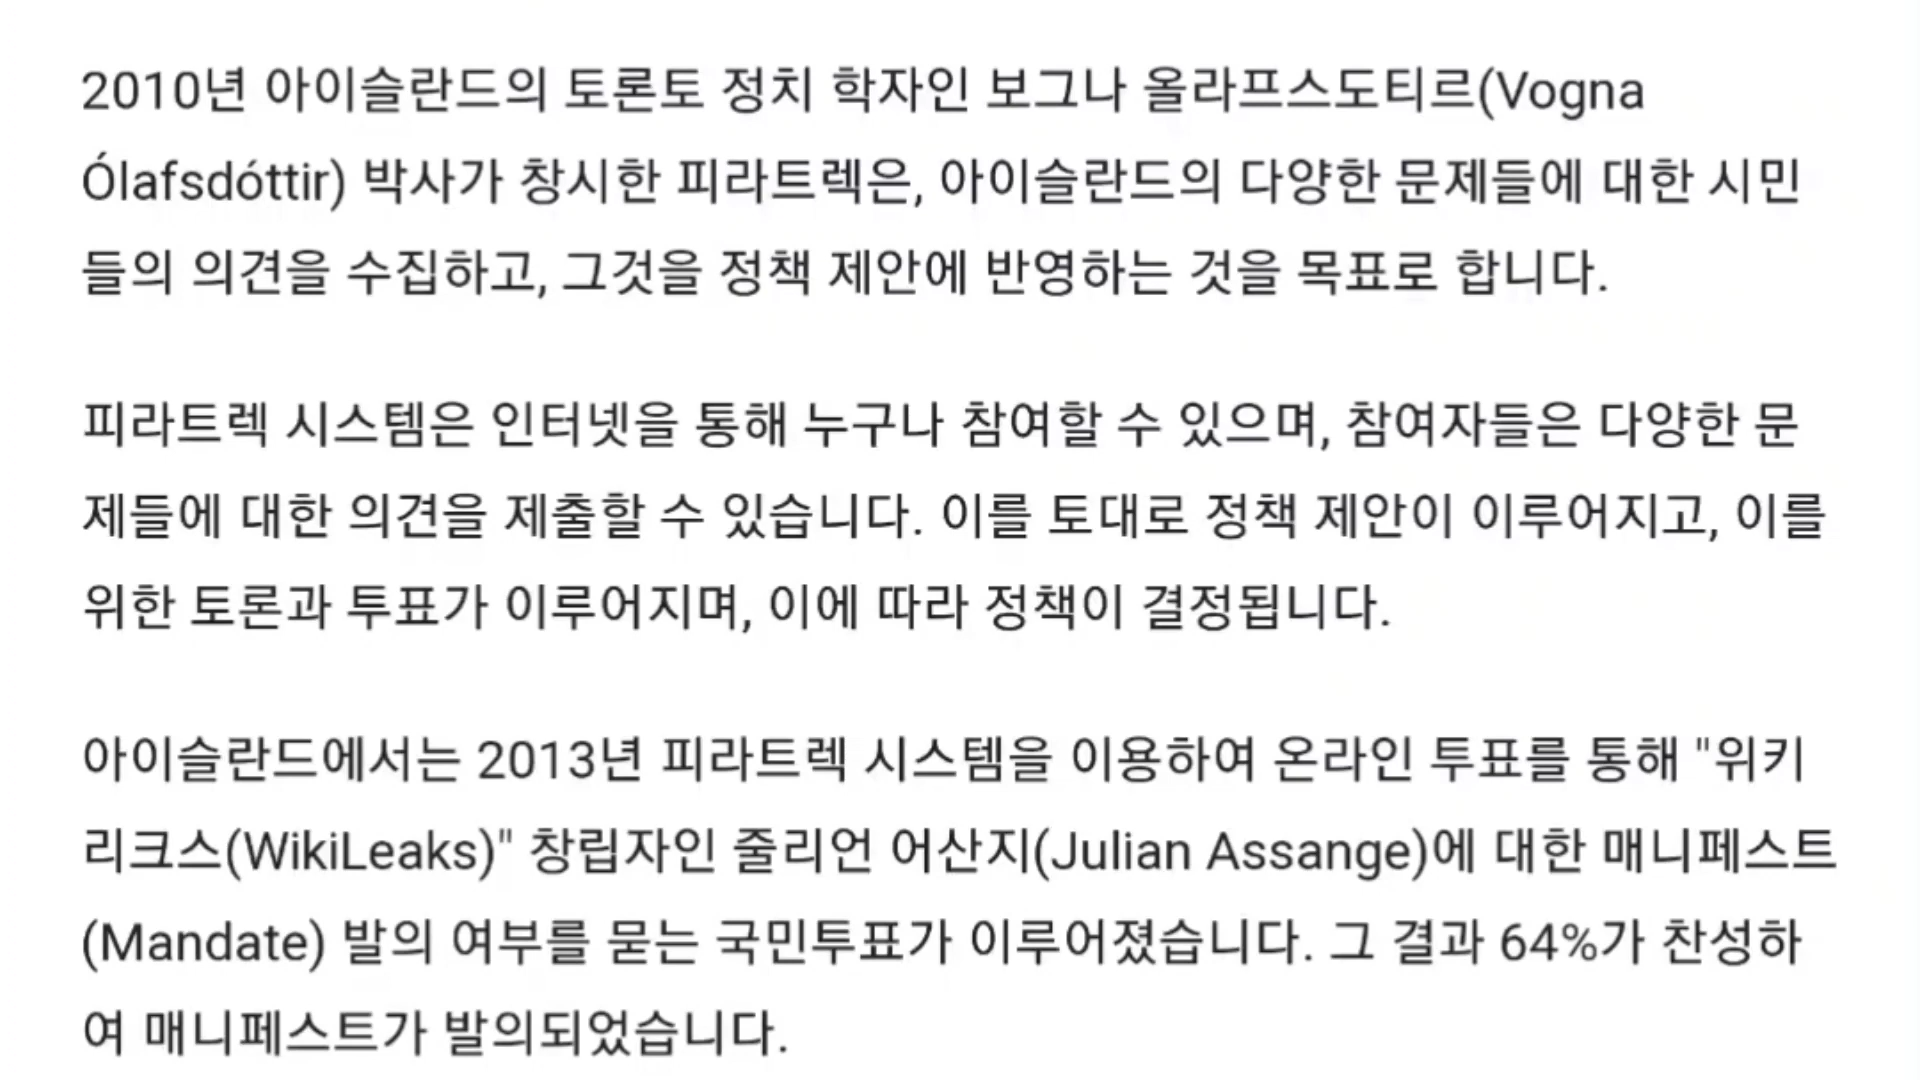 2010년 아이슬란드의 토론토 정치 학자인 보그나 올라프스도티르(Vogna
Ólafsdóttir) 박사가 창시한 피라트렉은, 아이슬란드의 다양한 문제들에 대한 시민
들의 의견을 수집하고, 그것을 정책 제안에 반영하는 것을 목표로 합니다.
피라트렉 시스템은 인터넷을 통해 누구나 참여할 수 있으며, 참여자들은 다양한 문
제들에 대한 의견을 제출할 수 있습니다. 이를 토대로 정책 제안이 이루어지고, 이를
위한 토론과 투표가 이루어지며, 이에 따라 정책이 결정됩니다.
아이슬란드에서는 2013년 피라트렉 시스템을 이용하여 온라인 투표를 통해 "위키
리크스(WikiLeaks)" 창립자인 줄리언 어산지(Julian Assange)에 대한 매니페스트
(Mandate) 발의 여부를 묻는 국민투표가 이루어졌습니다. 그 결과 64%가 찬성하
여 매니페스트가 발의되었습니다.